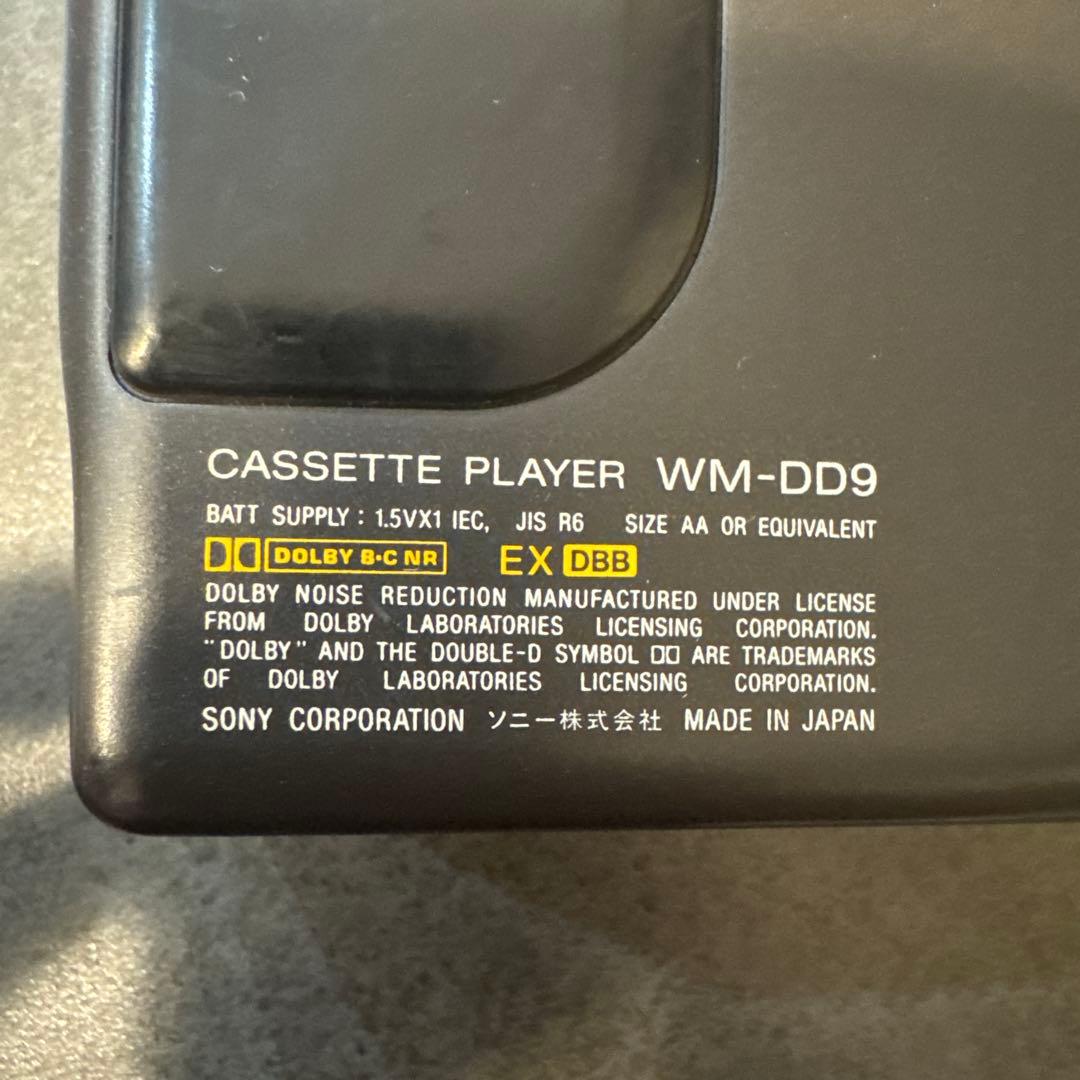 CASSETTE PLAYER WM-DD9
BATT SUPPLY : 1.5VX1 IEC, JIS R6 SIZE AA OR EQUIVALENT
DOLBY B·C NR EX DBB
DOLBY NOISE REDUCTION MANUFACTURED UNDER LICENSE
FROM DOLBY LABORATORIES LICENSING CORPORATION.
"DOLBY" AND THE DOUBLE-D SYMBOL ARE TRADEMARKS
OF DOLBY LABORATORIES LICENSING CORPORATION.
SONY CORPORATION ソニー株式会社 MADE IN JAPAN